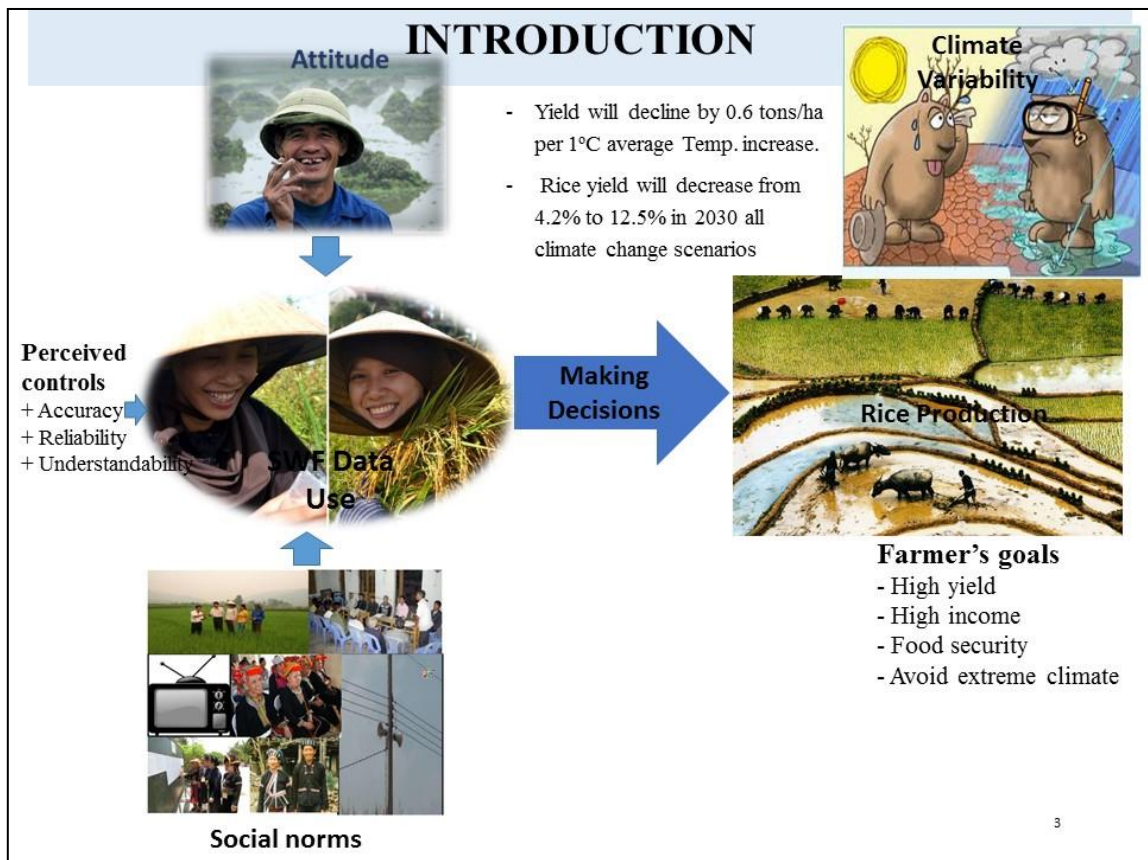 INTRODUCTION
Attitude
Climate
Variability
- Yield will decline by 0.6 tons/ha
per 1°C average Temp. increase.
- Rice yield will decrease from
4.2% to 12.5% in 2030 all
climate change scenarios
Perceived
controls
+ Accuracy
+ Reliability
+ Understandability
SWF Data
Use
Making
Decisions
Rice Production
Farmer’s goals
- High yield
- High income
- Food security
- Avoid extreme climate
Social norms
3